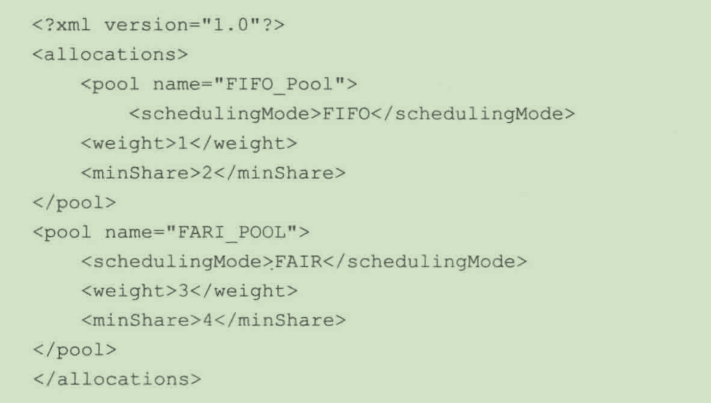 <?xml version="1.0"?>
<allocations>
<pool name="FIFO_Pool">
<schedulingMode>FIFO</schedulingMode>
<weight>1</weight>
<minShare>2</minShare>
</pool>
<pool name="FARI_POOL">
<schedulingMode>FAIR</schedulingMode>
<weight>3</weight>
<minShare>4</minShare>
</pool>
</allocations>